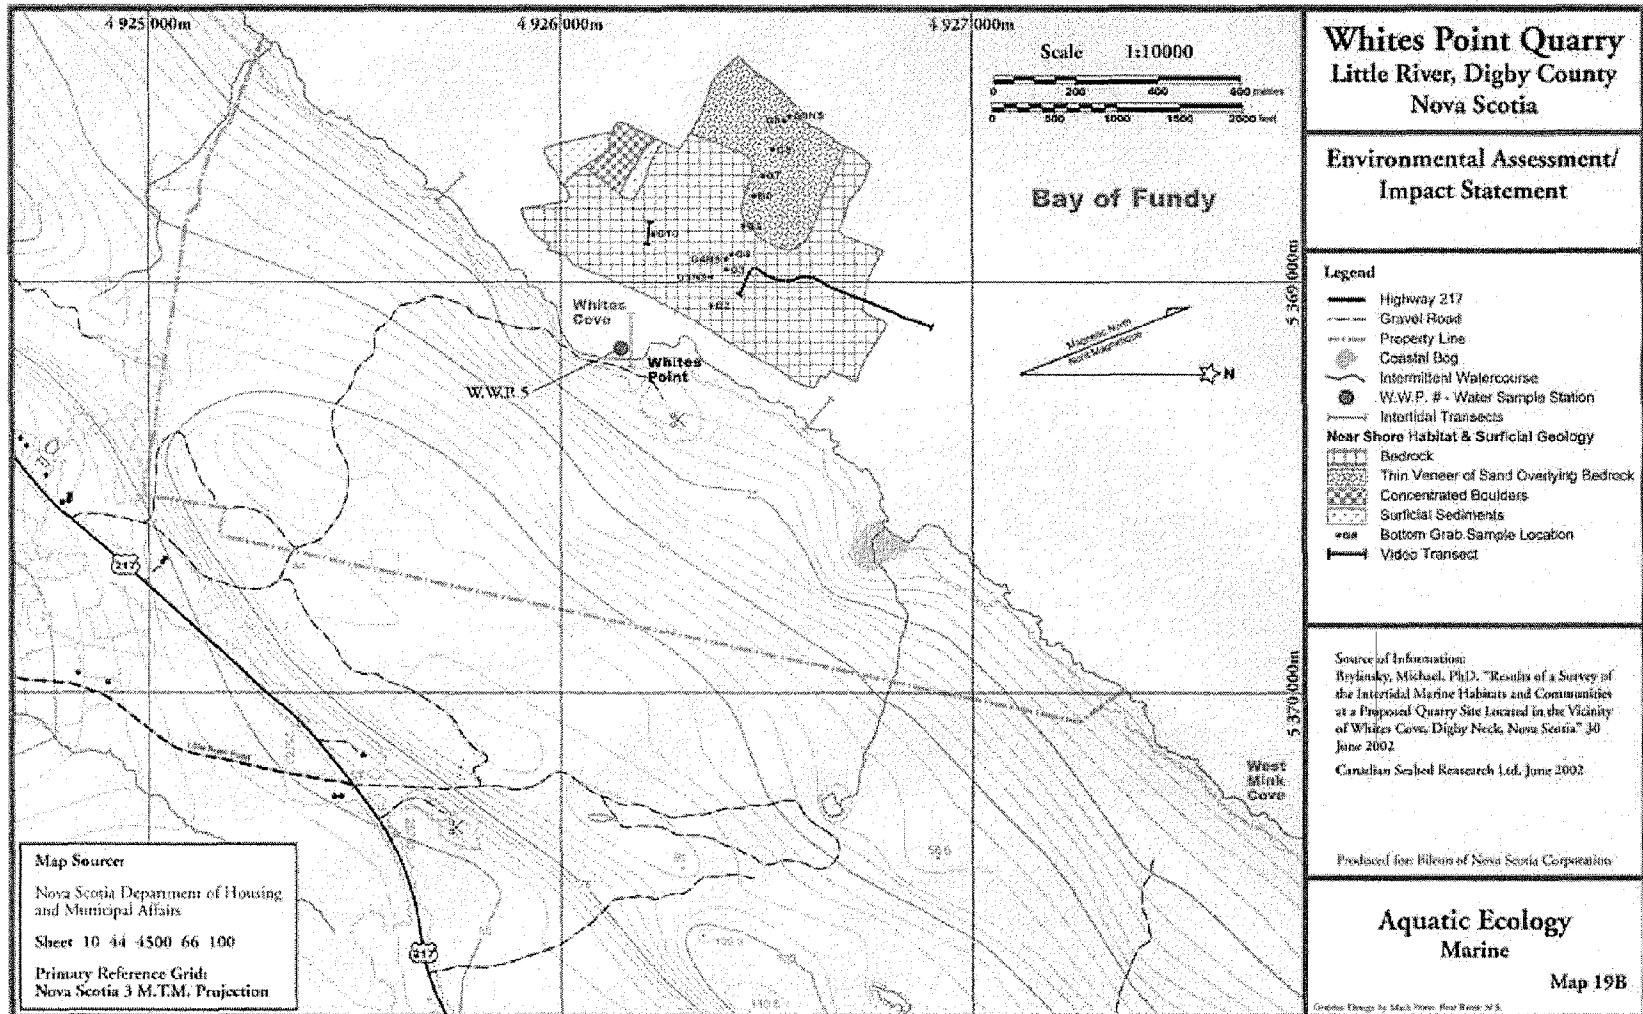 4 925 000m
4 926 000m
4 927 000m
Scale 1:10000
0 200 400 600 metres
0 500 1000 1500 2000 feet
Bay of Fundy
5 369 000m
Whites
Cove
Whites
Point
W.W.P. 5
Magnetic North
N
217
5 370 000m
West
Mink
Cove
217
Map Source:
Nova Scotia Department of Housing
and Municipal Affairs
Sheet 10 44 4500 66 100
Primary Reference Grid:
Nova Scotia 3 M.T.M. Projection
Whites Point Quarry
Little River, Digby County
Nova Scotia
Environmental Assessment/
Impact Statement
Legend
Highway 217
Gravel Road
Property Line
Coastal Bog
Intermittent Watercourse
W.W.P. # - Water Sample Station
Intertidal Transects
Near Shore Habitat & Surficial Geology
Bedrock
Thin Veneer of Sand Overlying Bedrock
Concentrated Boulders
Surficial Sediments
Bottom Grab Sample Location
Video Transect
Source of Information:
Brylinsky, Michael, PhD. "Results of a Survey of
the Intertidal Marine Habitats and Communities
at a Proposed Quarry Site Located in the Vicinity
of Whites Cove, Digby Neck, Nova Scotia" 30
June 2002
Canadian Seabed Research Ltd. June 2002
Produced for: Bilcon of Nova Scotia Corporation
Aquatic Ecology
Marine
Map 19B